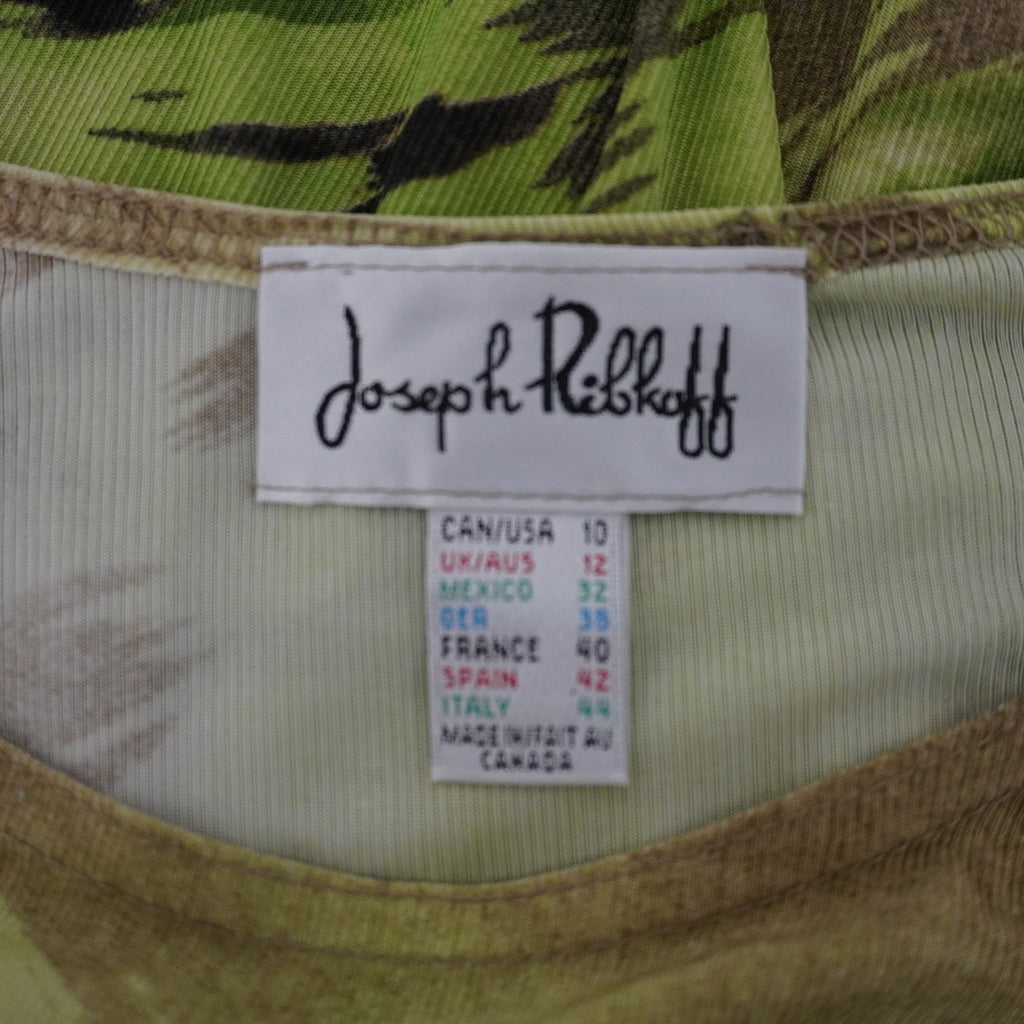 Joseph Ribkoff
CAN/USA 10
UK/AUS 12
MEXICO 32
GER 38
FRANCE 40
SPAIN 42
ITALY 44
MADE IN/FAIT AU
CANADA